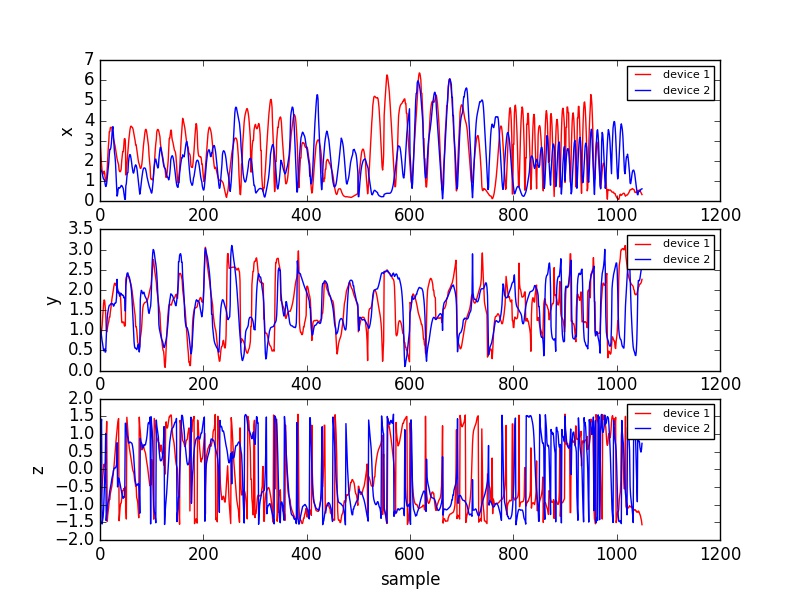 7
6
5
4
3
2
1
0
x
device 1
device 2
0 200 400 600 800 1000 1200
3.5
3.0
2.5
2.0
1.5
1.0
0.5
0.0
y
device 1
device 2
0 200 400 600 800 1000 1200
2.0
1.5
1.0
0.5
0.0
−0.5
−1.0
−1.5
−2.0
z
device 1
device 2
0 200 400 600 800 1000 1200
sample